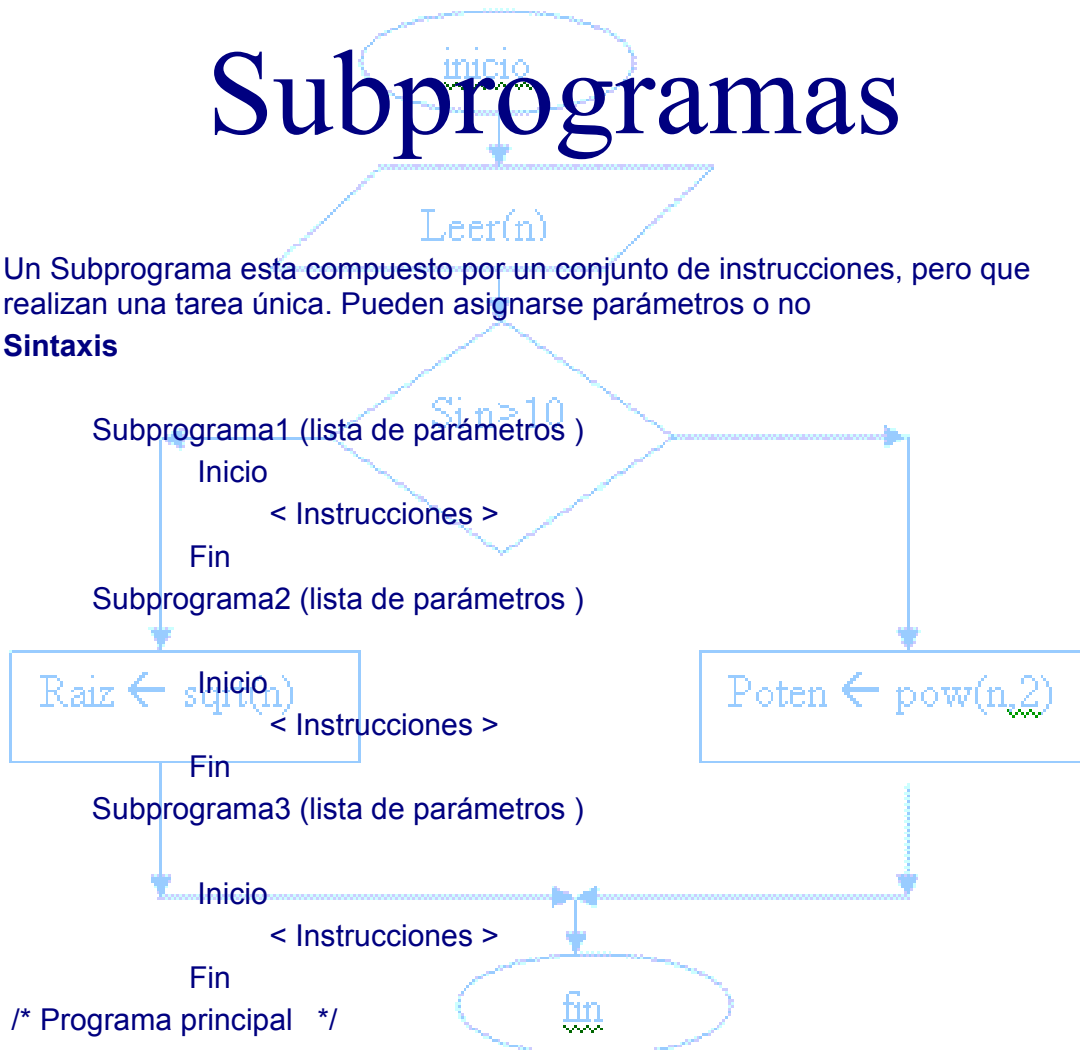 Subprogramas
inicio
Leer(n)
Un Subprograma esta compuesto por un conjunto de instrucciones, pero que
realizan una tarea única. Pueden asignarse parámetros o no
Sintaxis
Si n>10
Subprograma1 (lista de parámetros )
Inicio
< Instrucciones >
Fin
Subprograma2 (lista de parámetros )
Inicio
Raiz ← sqrt(n)
Poten ← pow(n,2)
< Instrucciones >
Fin
Subprograma3 (lista de parámetros )
Inicio
< Instrucciones >
Fin
fin
/* Programa principal */